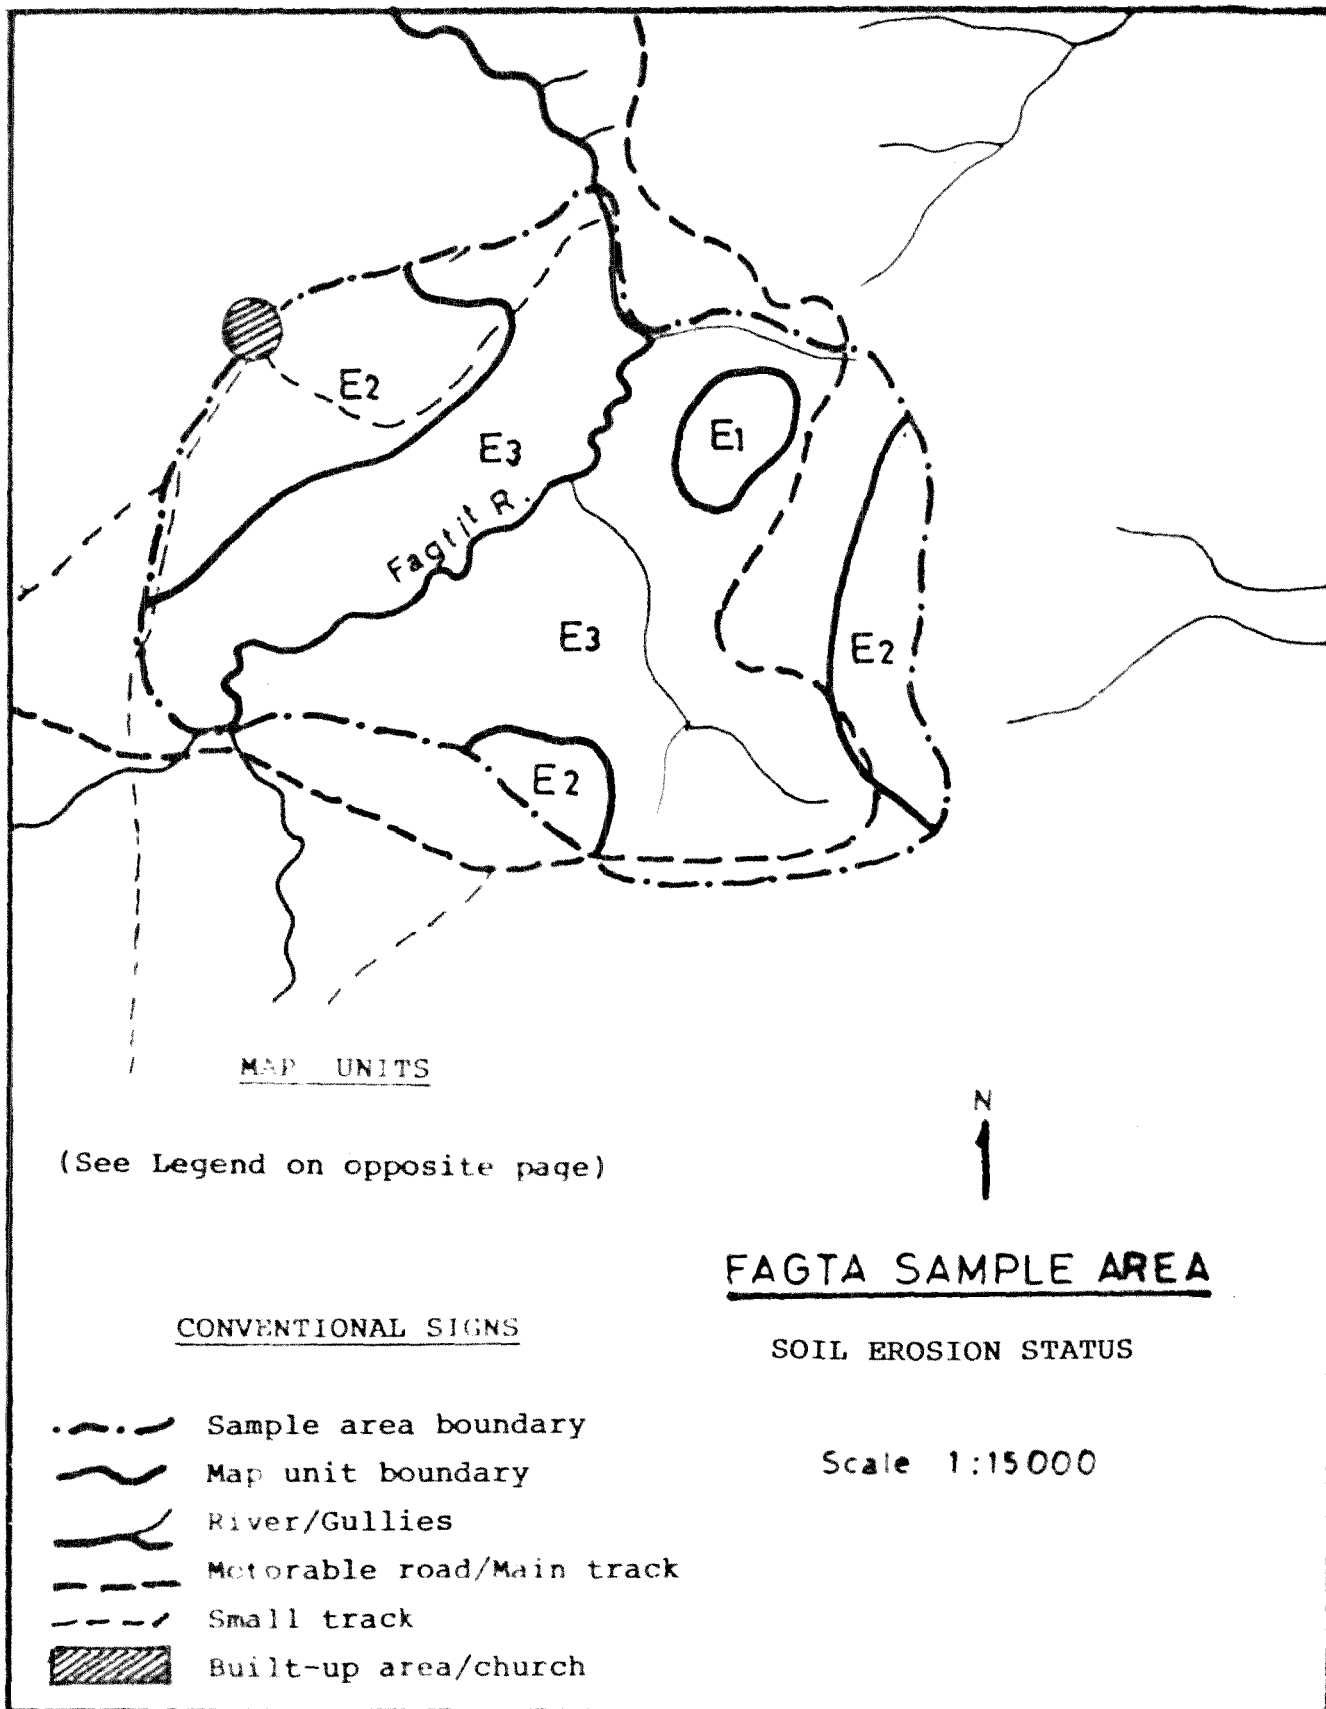 E2
E3
E1
Fagtit R.
E3
E2
E2
MAP UNITS
(See Legend on opposite page)
N
FAGTA SAMPLE AREA
SOIL EROSION STATUS
Scale 1:15000
CONVENTIONAL SIGNS
Sample area boundary
Map unit boundary
River/Gullies
Motorable road/Main track
Small track
Built-up area/church